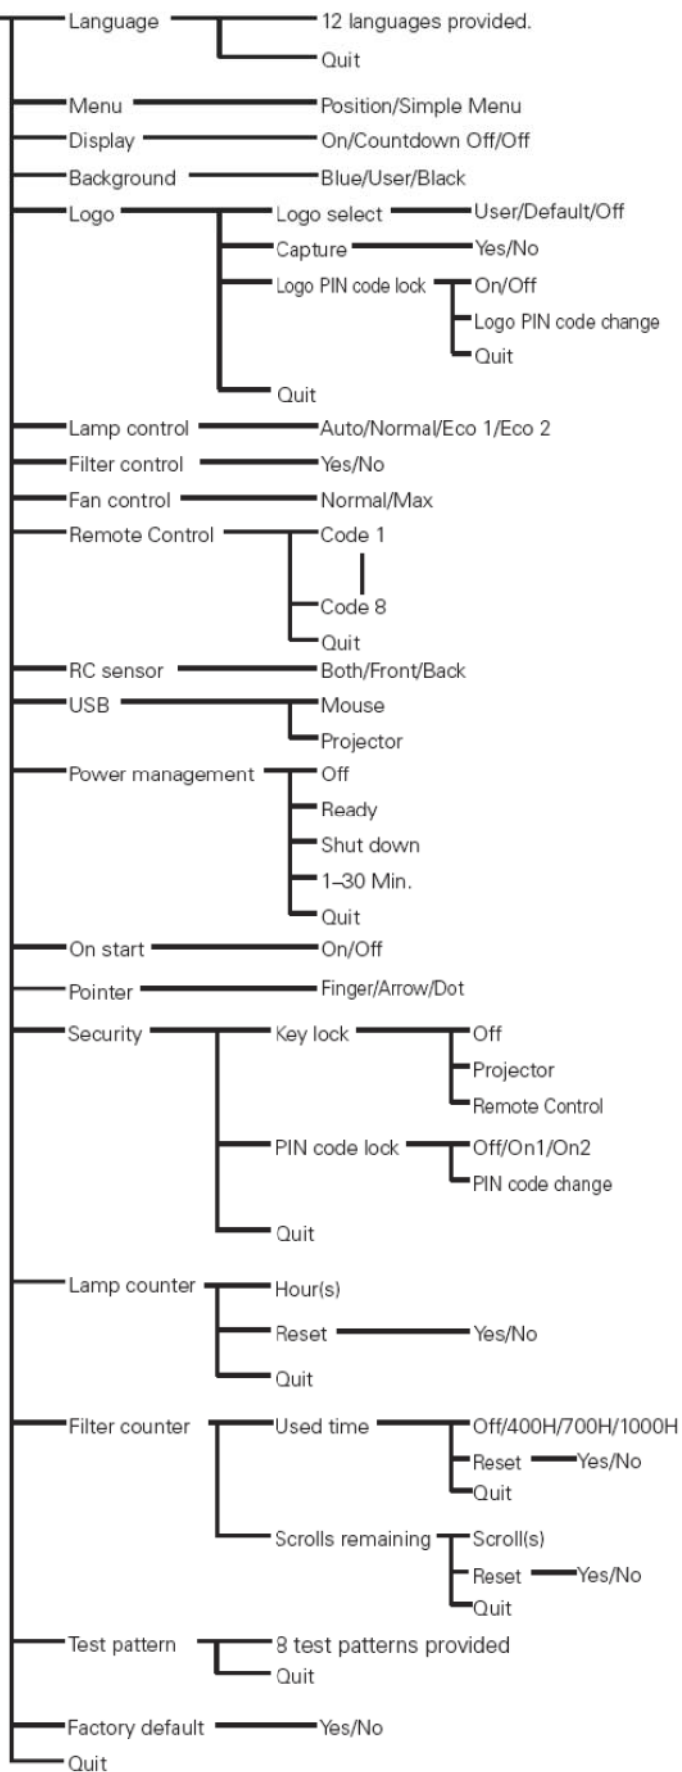 Language 12 languages provided.
Quit
Menu Position/Simple Menu
Display On/Countdown Off/Off
Background Blue/User/Black
Logo Logo select User/Default/Off
Capture Yes/No
Logo PIN code lock On/Off
Logo PIN code change
Quit
Quit
Lamp control Auto/Normal/Eco 1/Eco 2
Filter control Yes/No
Fan control Normal/Max
Remote Control Code 1
Code 8
Quit
RC sensor Both/Front/Back
USB Mouse
Projector
Power management Off
Ready
Shut down
1–30 Min.
Quit
On start On/Off
Pointer Finger/Arrow/Dot
Security Key lock Off
Projector
Remote Control
PIN code lock Off/On1/On2
PIN code change
Quit
Lamp counter Hour(s)
Reset Yes/No
Quit
Filter counter Used time Off/400H/700H/1000H
Reset Yes/No
Quit
Scrolls remaining Scroll(s)
Reset Yes/No
Quit
Test pattern 8 test patterns provided
Quit
Factory default Yes/No
Quit